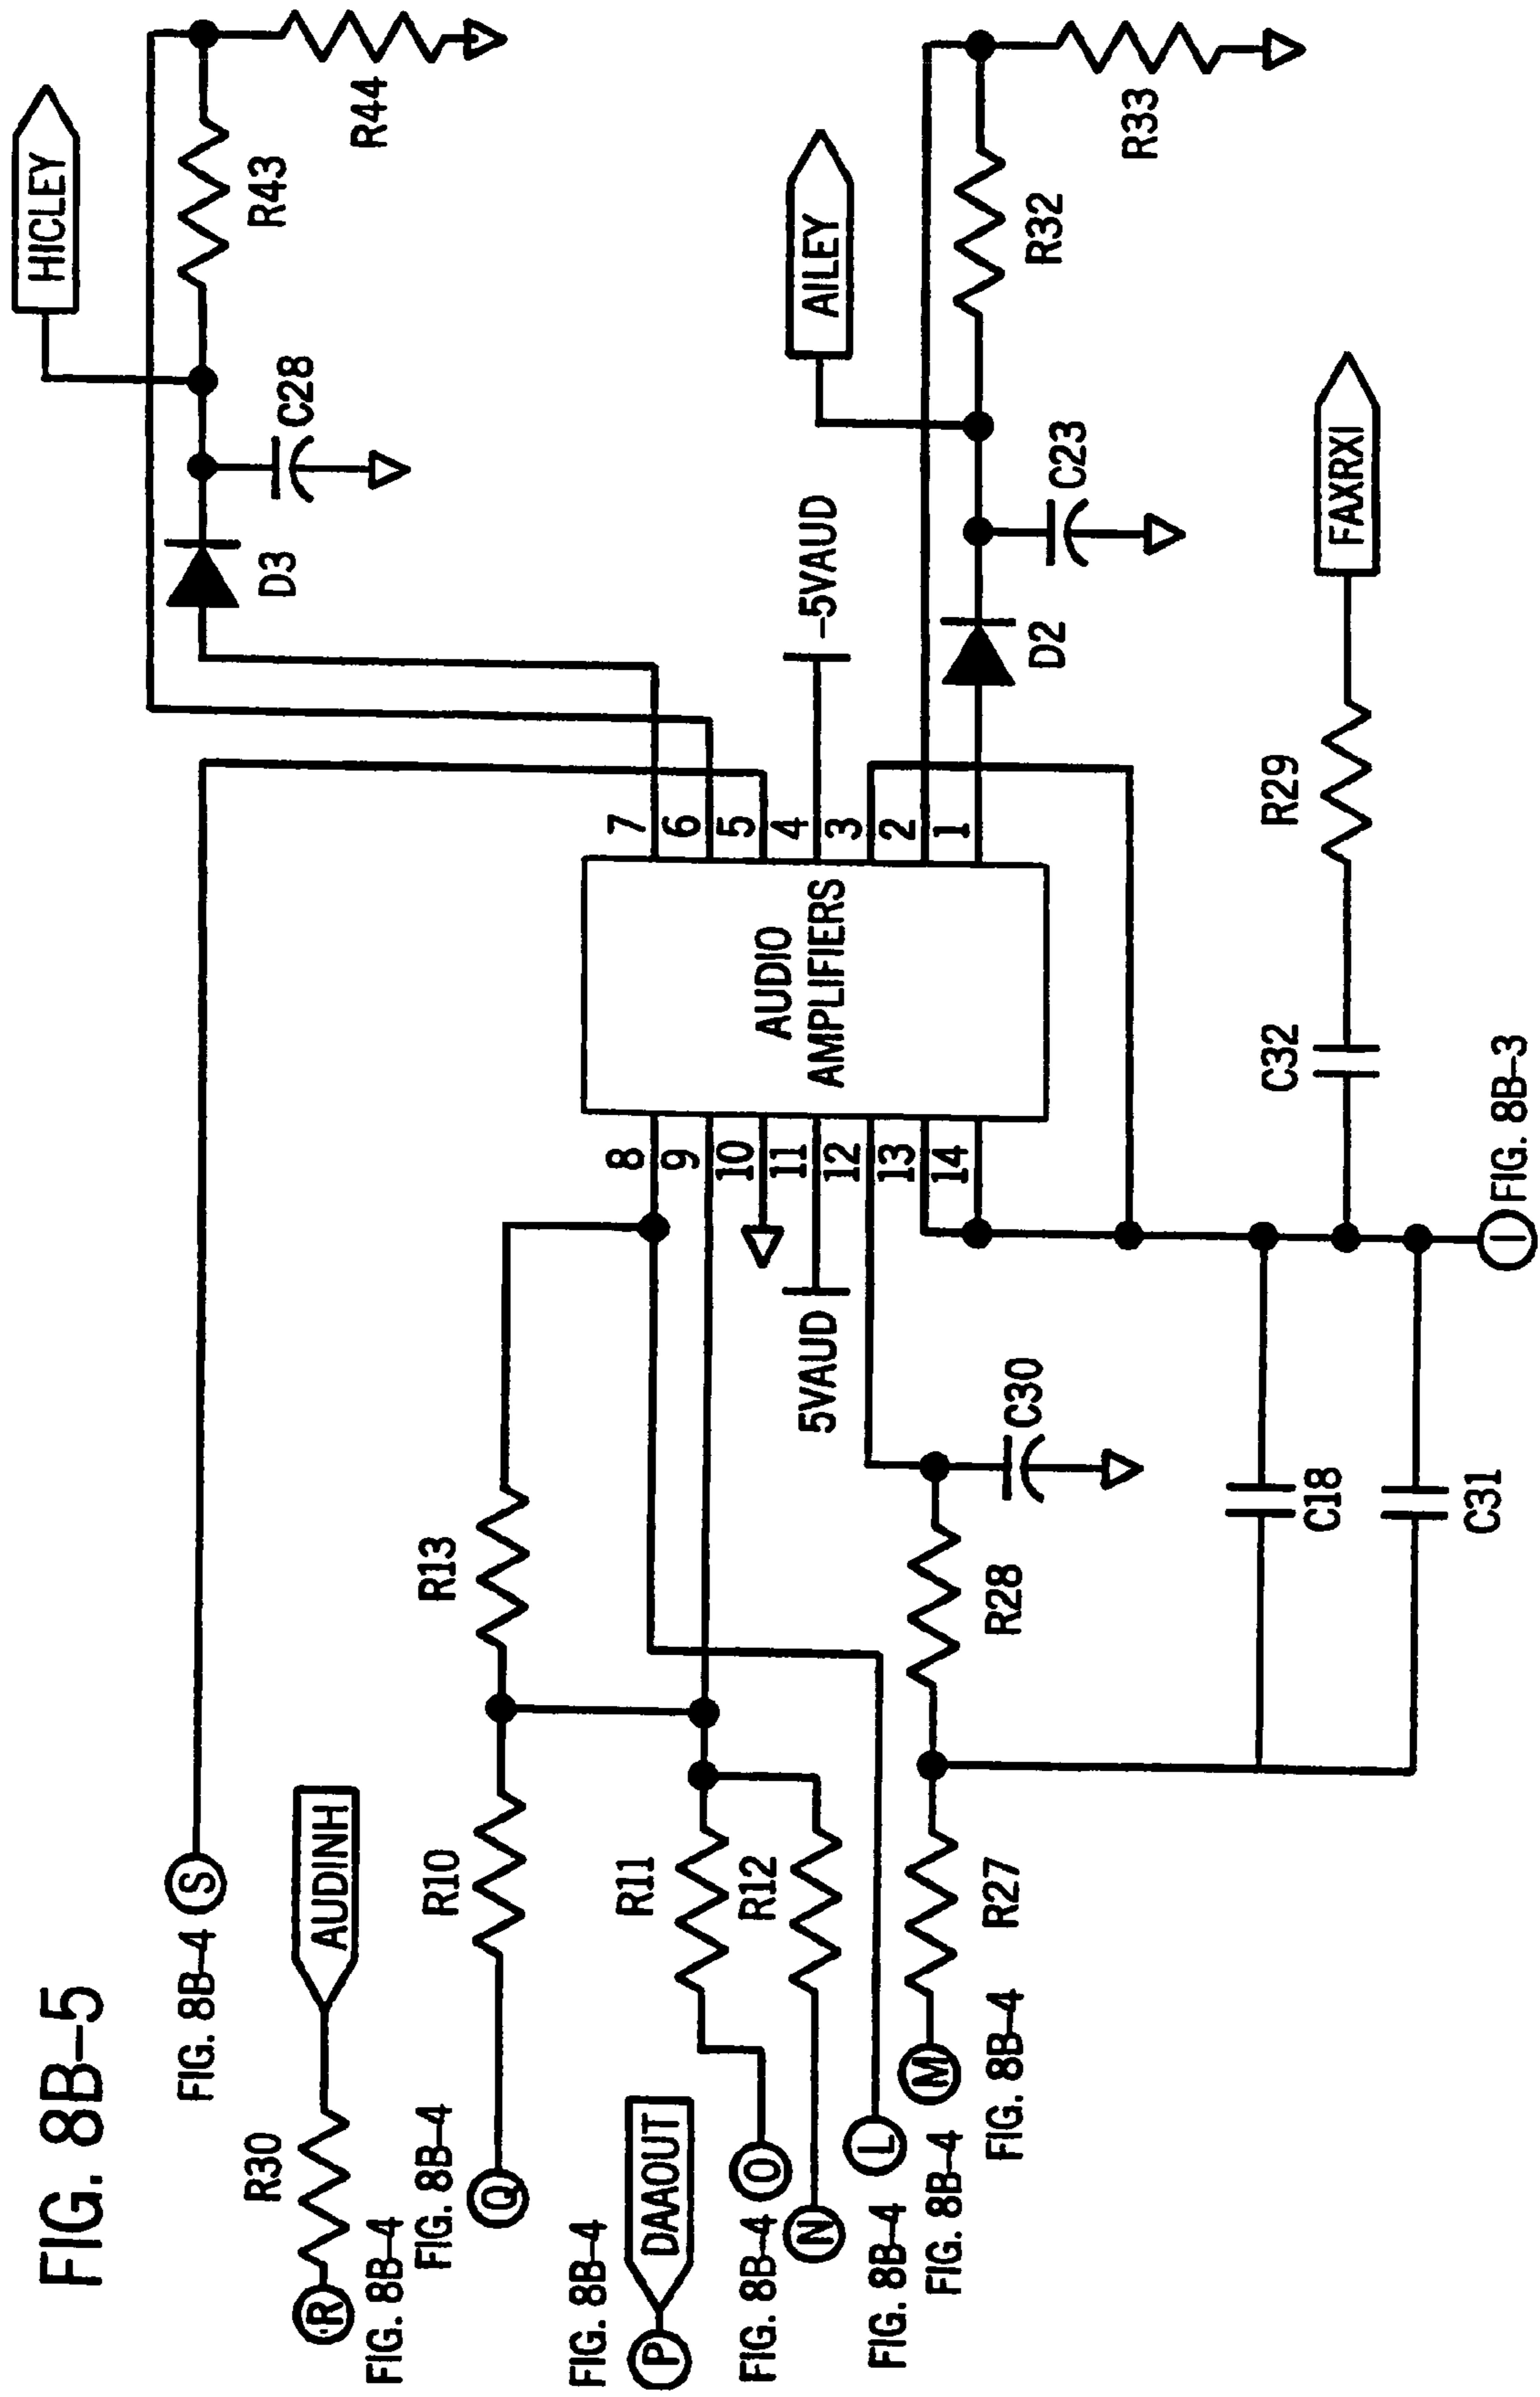 FIG. 8B-5
FIG. 8B-4
S
HICLEY
R43
R44
C28
D3
AUDINH
R30
R
FIG. 8B-4
R13
R10
FIG. 8B-4
Q
R11
R12
FIG. 8B-4
P
DAAOUT
FIG. 8B-4
O
N
FIG. 8B-4
L
FIG. 8B-4
M
FIG. 8B-4
R27
R28
C30
C18
C31
8
9
10
11
12
13
14
5VAUD
AUDIO
AMPLIFIERS
7
6
5
4
3
2
1
-5VAUD
AILEY
D2
C23
R32
R33
C32
R29
FAXRXI
I
FIG. 8B-3